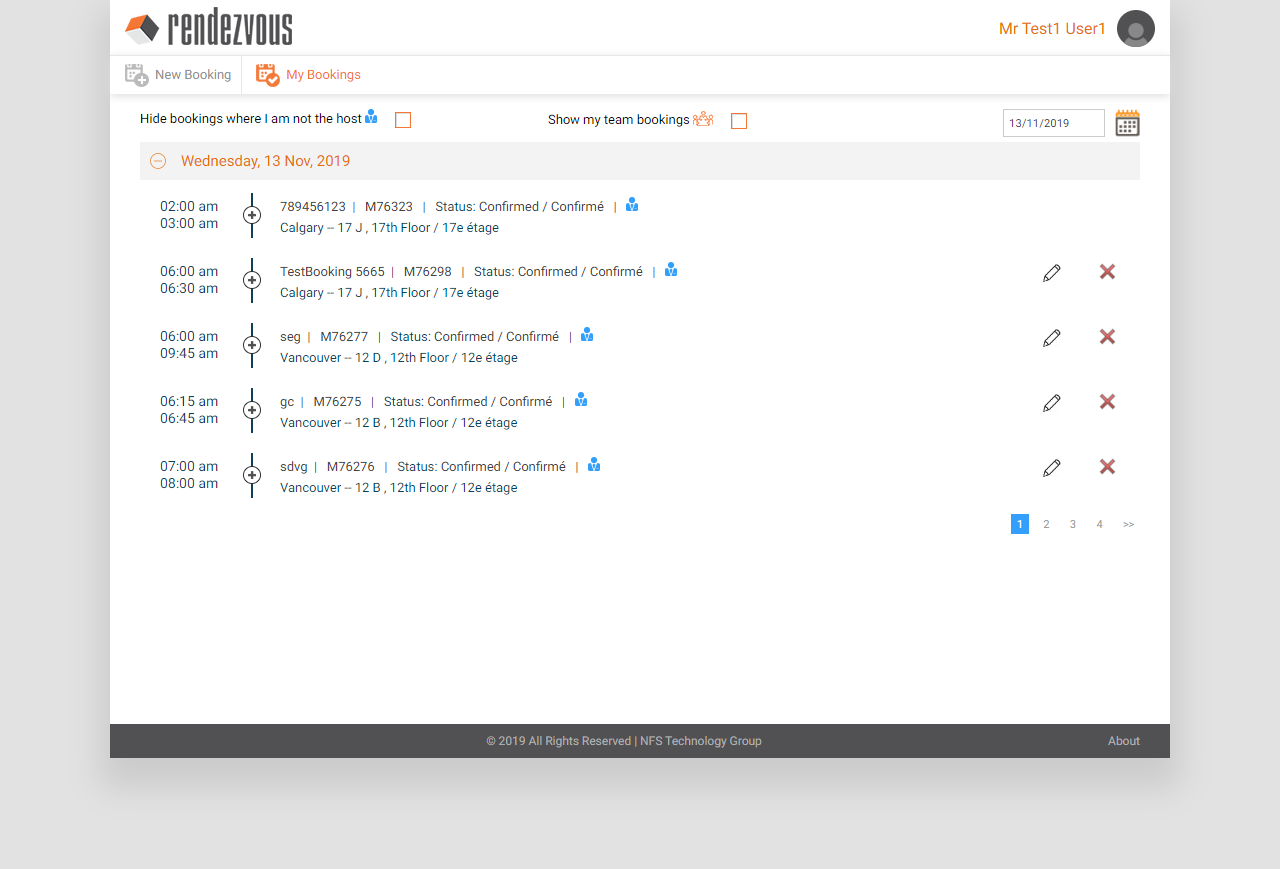 rendezvous
Mr Test1 User1
New Booking
My Bookings
Hide bookings where I am not the host
Show my team bookings
13/11/2019
Wednesday, 13 Nov, 2019
02:00 am
03:00 am
789456123 | M76323 | Status: Confirmed / Confirmé |
Calgary -- 17 J , 17th Floor / 17e étage
06:00 am
06:30 am
TestBooking 5665 | M76298 | Status: Confirmed / Confirmé |
Calgary -- 17 J , 17th Floor / 17e étage
06:00 am
09:45 am
seg | M76277 | Status: Confirmed / Confirmé |
Vancouver -- 12 D , 12th Floor / 12e étage
06:15 am
06:45 am
gc | M76275 | Status: Confirmed / Confirmé |
Vancouver -- 12 B , 12th Floor / 12e étage
07:00 am
08:00 am
sdvg | M76276 | Status: Confirmed / Confirmé |
Vancouver -- 12 B , 12th Floor / 12e étage
1 2 3 4 >>
© 2019 All Rights Reserved | NFS Technology Group
About